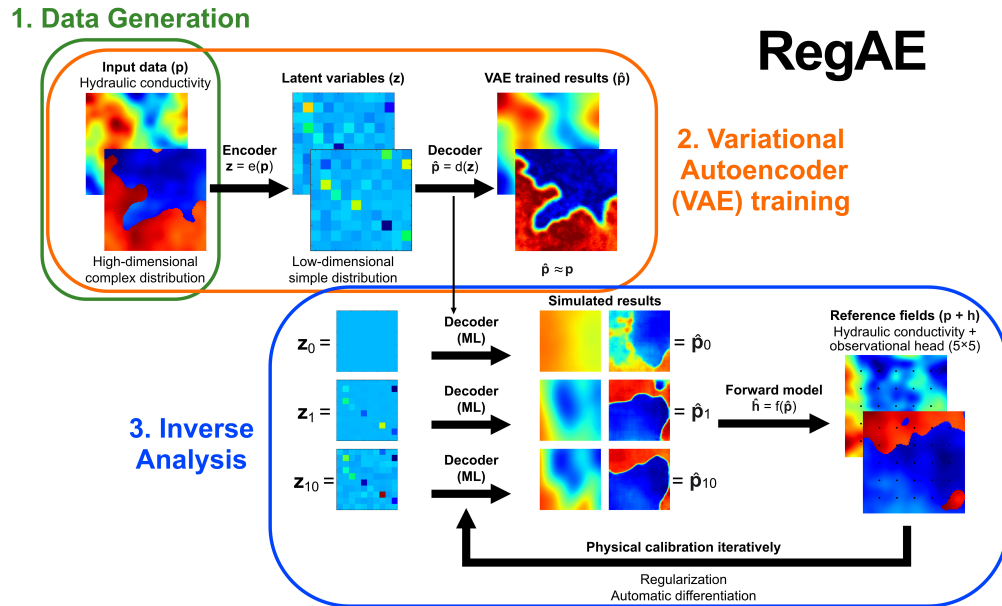 1. Data Generation
RegAE
Input data (p)
Hydraulic conductivity
Latent variables (z)
VAE trained results (p̂)
Encoder
z = e(p)
Decoder
p̂ = d(z)
2. Variational
Autoencoder
(VAE) training
High-dimensional
complex distribution
Low-dimensional
simple distribution
p̂ ≈ p
Simulated results
Reference fields (p + h)
Hydraulic conductivity +
observational head (5×5)
z₀ =
Decoder
(ML)
= p̂₀
3. Inverse
Analysis
z₁ =
Decoder
(ML)
= p̂₁
Forward model
ĥ = f(p̂)
z₁₀ =
Decoder
(ML)
= p̂₁₀
Physical calibration iteratively
Regularization
Automatic differentiation